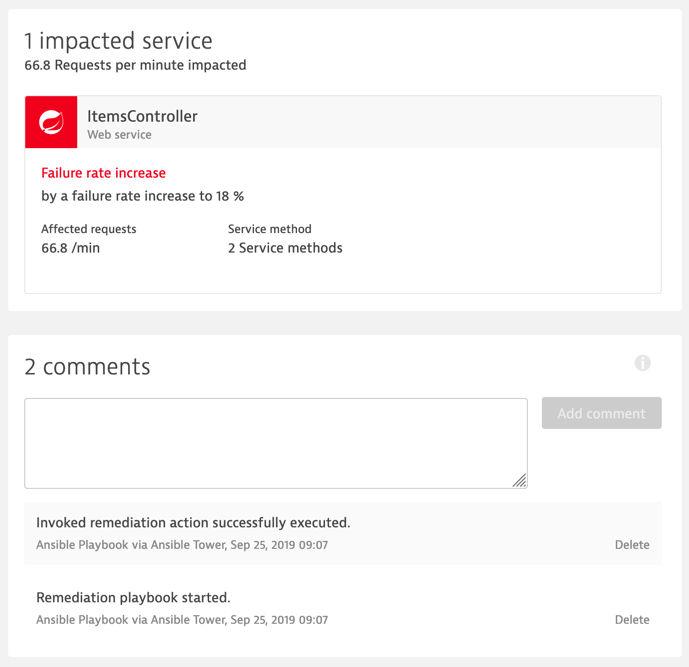 1 impacted service
66.8 Requests per minute impacted
ItemsController
Web service
Failure rate increase
by a failure rate increase to 18 %
Affected requests
Service method
66.8 /min
2 Service methods
2 comments
Add comment
Invoked remediation action successfully executed.
Ansible Playbook via Ansible Tower, Sep 25, 2019 09:07
Delete
Remediation playbook started.
Ansible Playbook via Ansible Tower, Sep 25, 2019 09:07
Delete